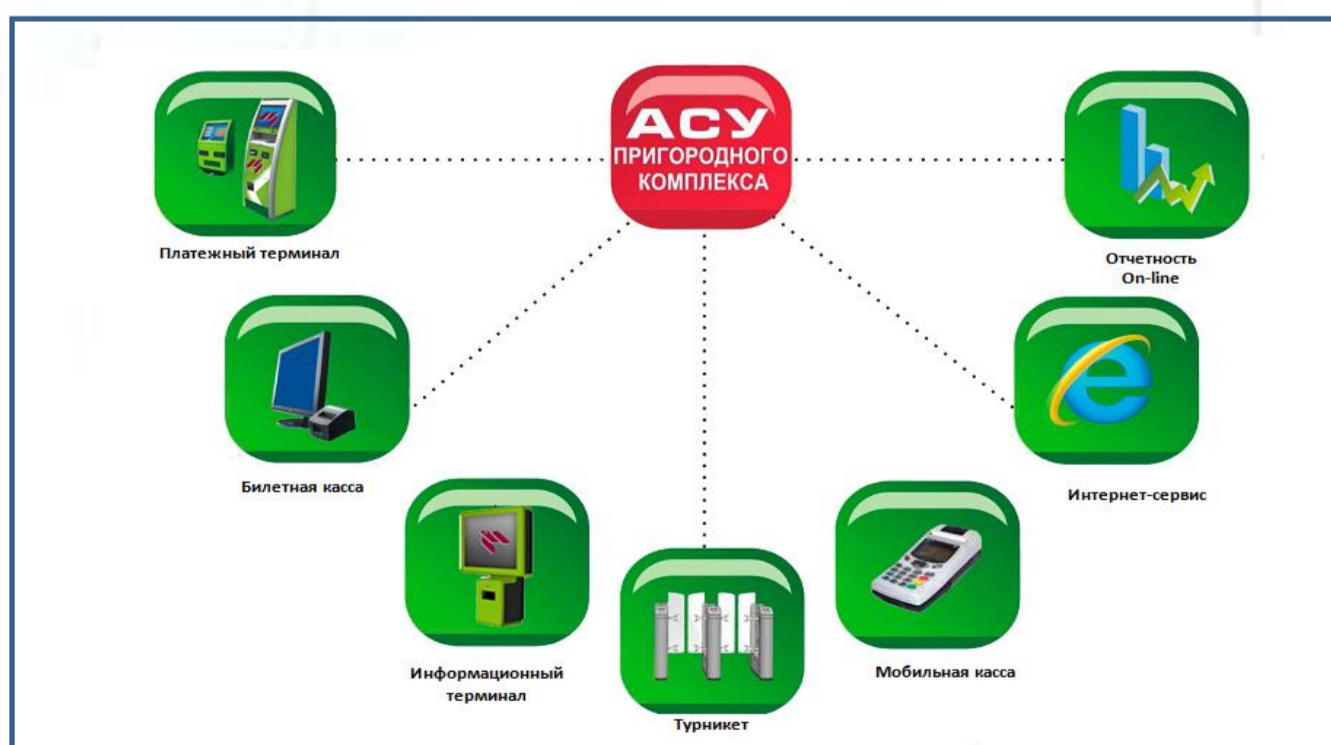 АСУ
ПРИГОРОДНОГО
КОМПЛЕКСА
Платежный терминал
Отчетность
On-line
Билетная касса
Интернет-сервис
Информационный
терминал
Мобильная касса
Турникет